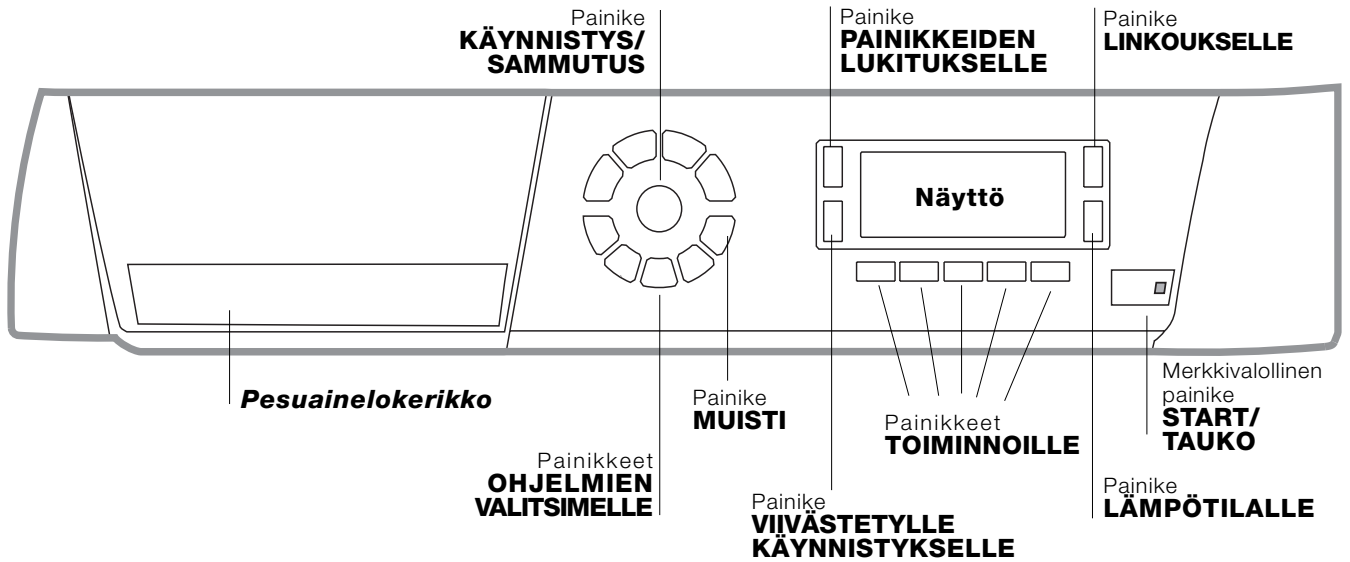 Painike
KÄYNNISTYS/
SAMMUTUS
Painike
PAINIKKEIDEN
LUKITUKSELLE
Painike
LINKOUKSELLE
Näyttö
Pesuainelokerikko
Painike
MUISTI
Painikkeet
TOIMINNOILLE
Merkkivalollinen
painike
START/
TAUKO
Painikkeet
OHJELMIEN
VALITSIMELLE
Painike
VIIVÄSTETYLLE
KÄYNNISTYKSELLE
Painike
LÄMPÖTILALLE